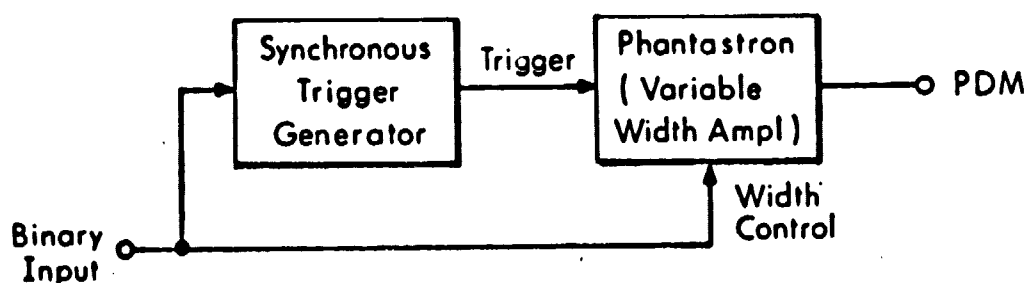 Synchronous
Trigger
Generator
Trigger
Phantastron
( Variable
Width Ampl )
PDM
Width
Control
Binary
Input